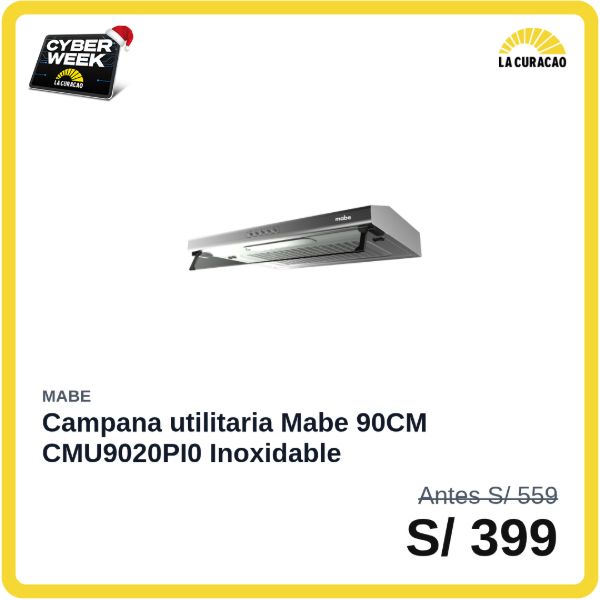 CYBER
WEEK
LA CURACAO
LA CURACAO
mabe
MABE
Campana utilitaria Mabe 90CM
CMU9020PI0 Inoxidable
Antes S/ 559
S/ 399